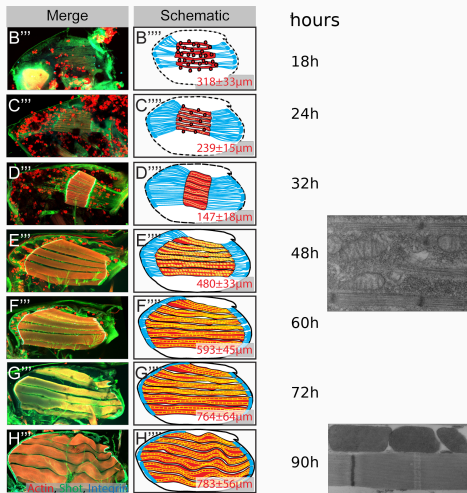 Merge Schematic hours
B''' B''''
318±33µm 18h
C''' C''''
239±15µm 24h
D''' D''''
147±18µm 32h
E''' E''''
480±33µm 48h
F''' F''''
593±45µm 60h
G''' G''''
764±64µm 72h
H''' H''''
Actin, Shot, Integrin 783±56µm 90h